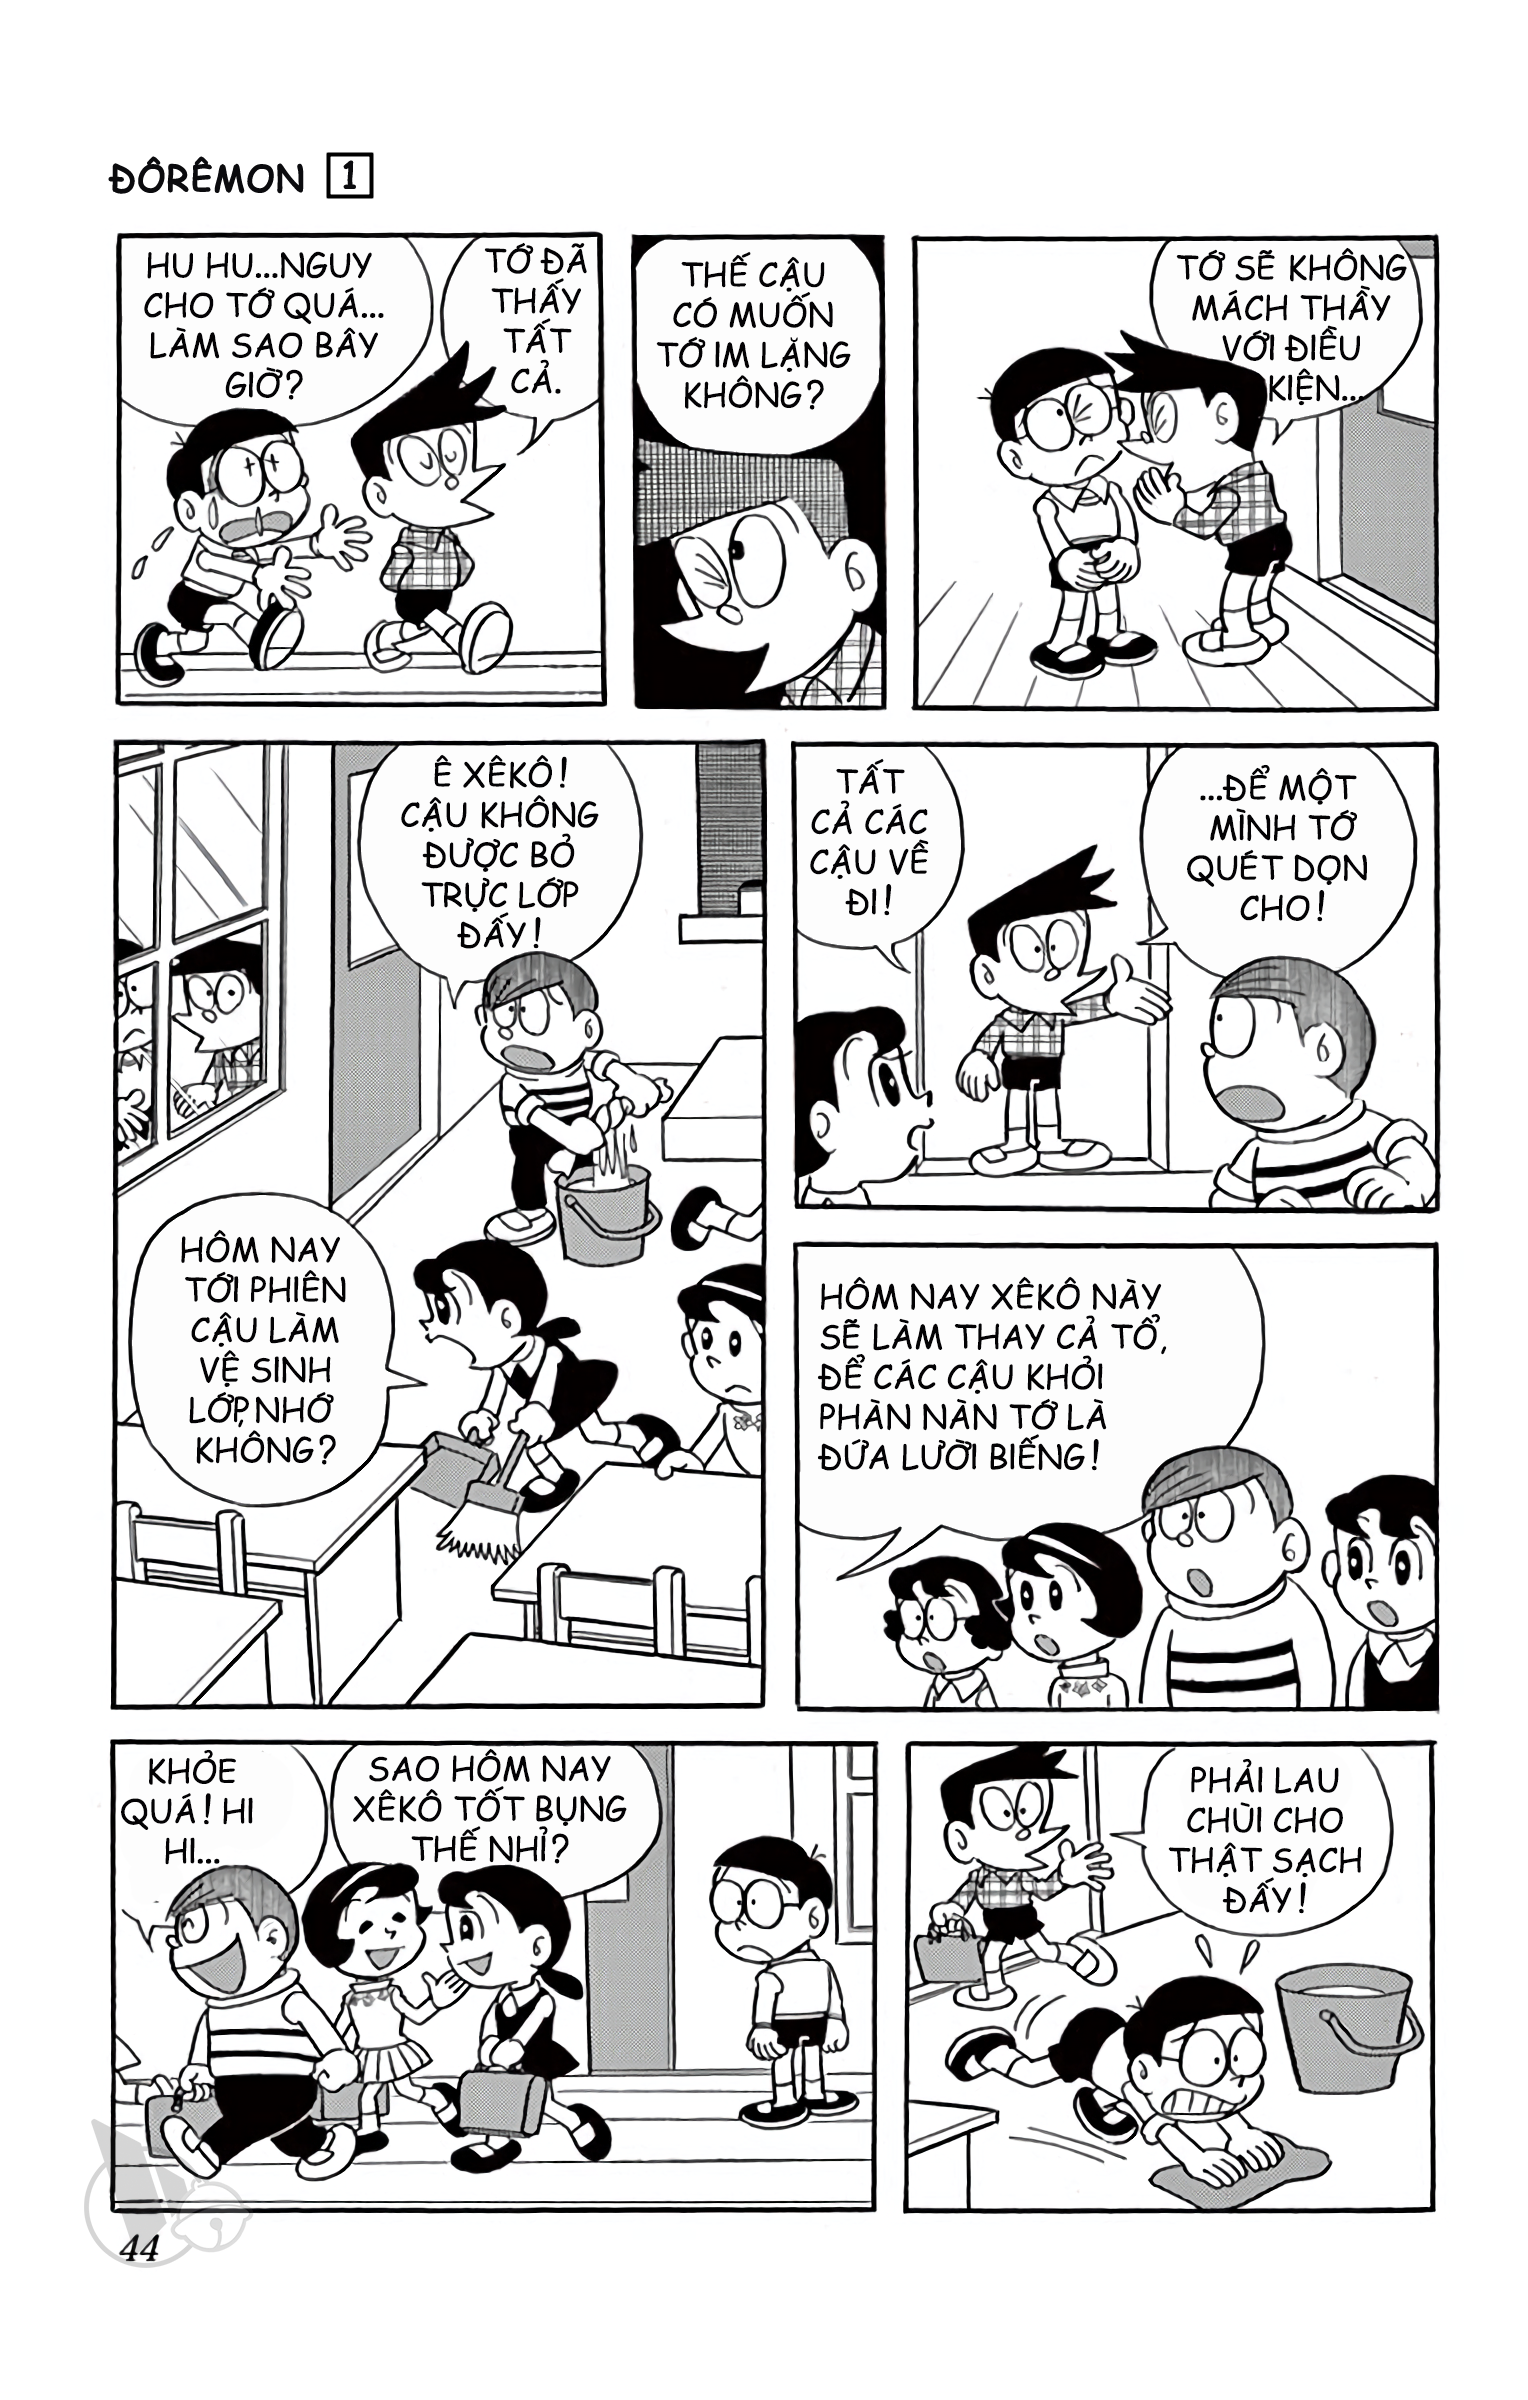 ĐÔRÊMON 1
HU HU...NGUY
CHO TỚ QUÁ...
LÀM SAO BÂY
GIỜ?
TỚ ĐÃ
THẤY
TẤT
CẢ.
THẾ CẬU
CÓ MUỐN
TỚ IM LẶNG
KHÔNG?
TỚ SẼ KHÔNG
MÁCH THẦY
VỚI ĐIỀU
KIỆN...
Ê XÊKÔ!
CẬU KHÔNG
ĐƯỢC BỎ
TRỰC LỚP
ĐẤY!
HÔM NAY
TỚI PHIÊN
CẬU LÀM
VỆ SINH
LỚP, NHỚ
KHÔNG?
TẤT
CẢ CÁC
CẬU VỀ
ĐI!
...ĐỂ MỘT
MÌNH TỚ
QUÉT DỌN
CHO!
HÔM NAY XÊKÔ NÀY
SẼ LÀM THAY CẢ TỔ,
ĐỂ CÁC CẬU KHỎI
PHÀN NÀN TỚ LÀ
ĐỨA LƯỜI BIẾNG!
KHỎE
QUÁ! HI
HI...
SAO HÔM NAY
XÊKÔ TỐT BỤNG
THẾ NHỈ?
PHẢI LAU
CHÙI CHO
THẬT SẠCH
ĐẤY!
44